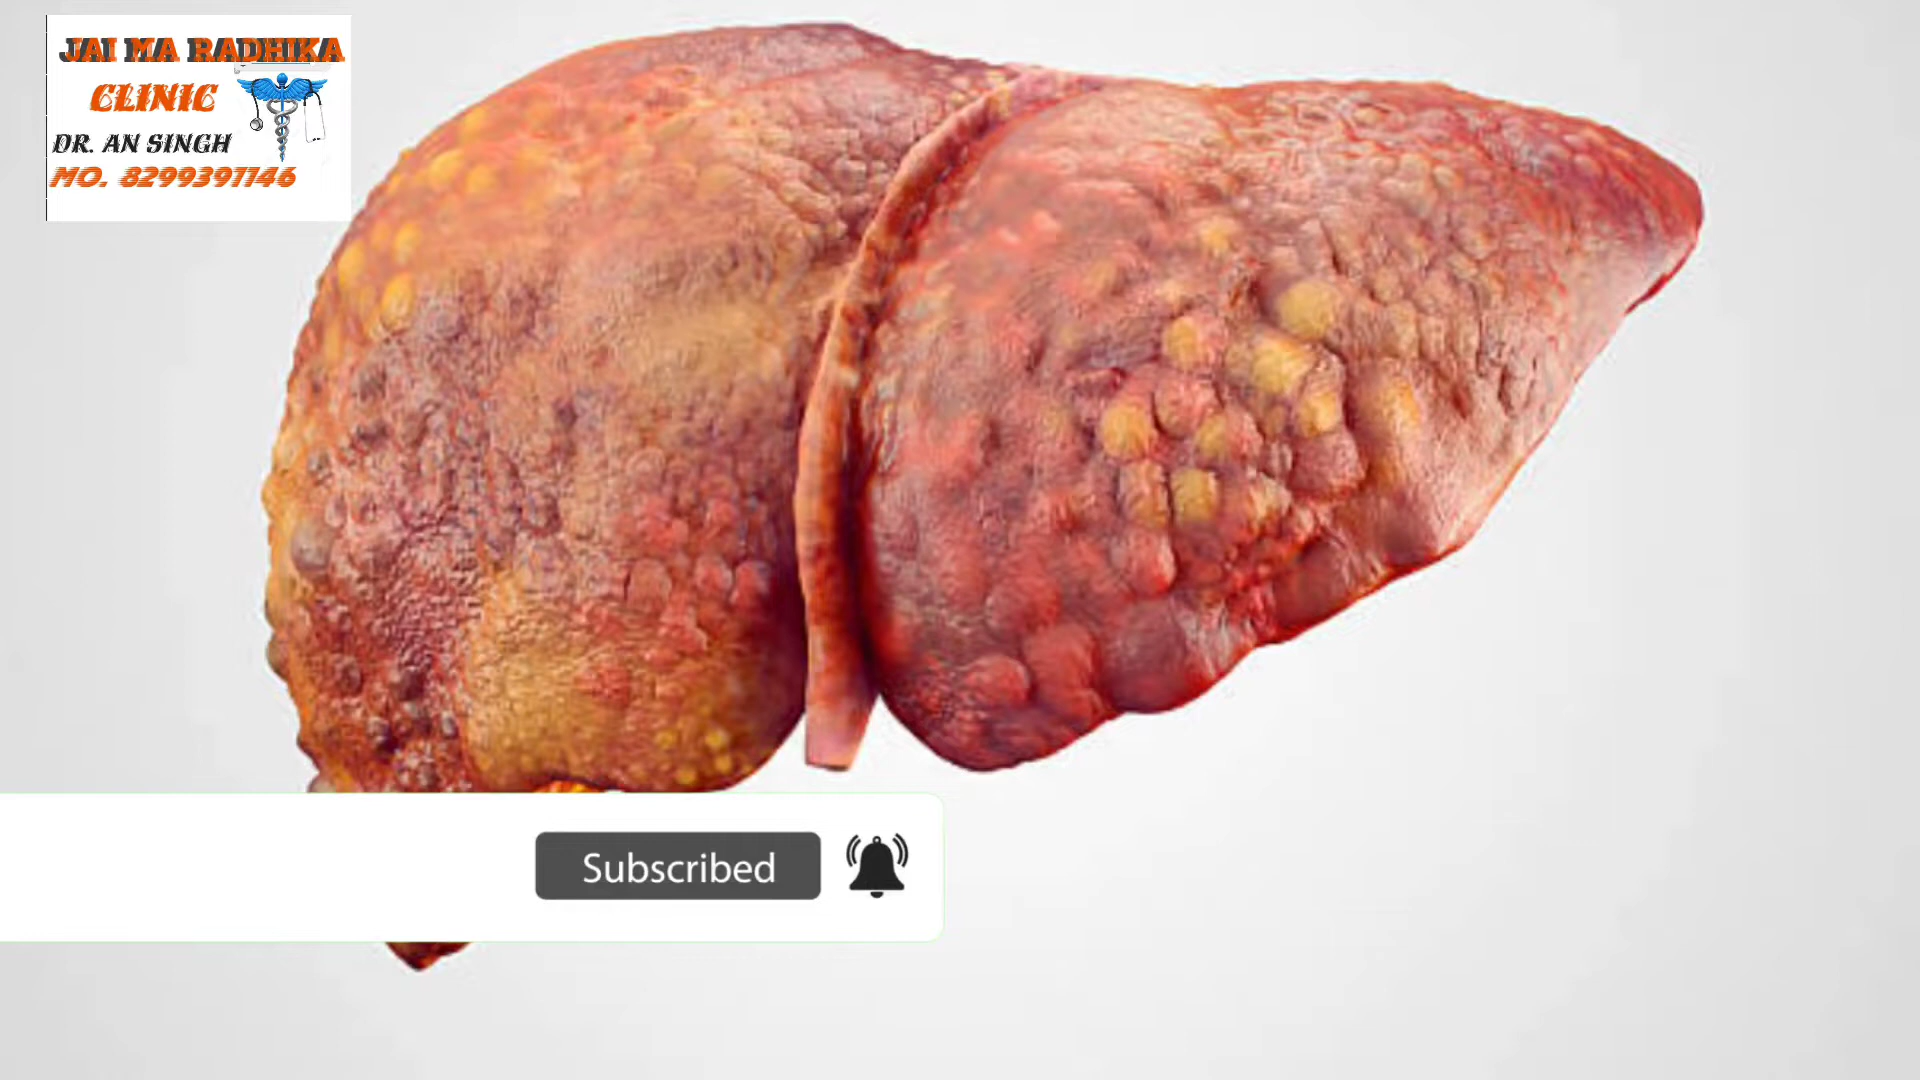 JAI MA RADHIKA
CLINIC
DR. AN SINGH
MO. 8299391146
Subscribed